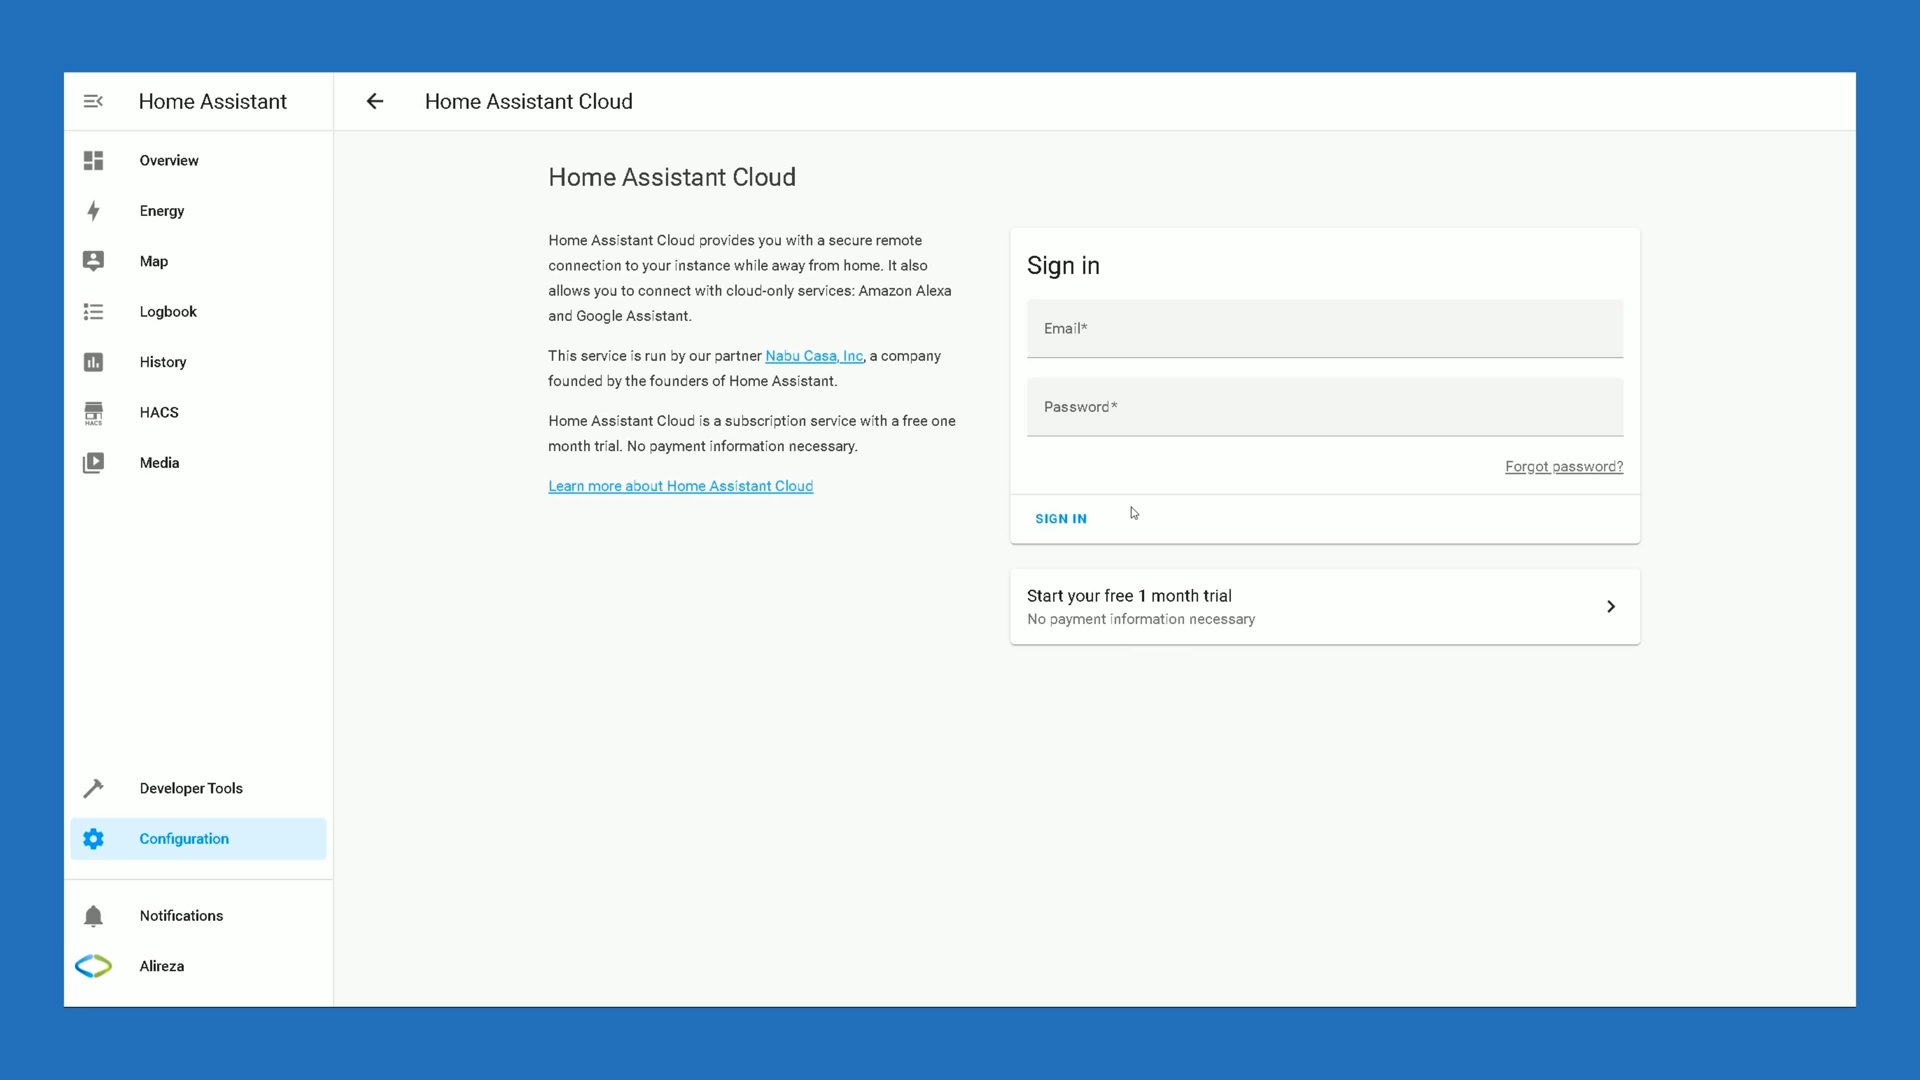 Home Assistant
Home Assistant Cloud
Overview
Energy
Map
Logbook
History
HACS
HACS
Media
Developer Tools
Configuration
Notifications
Alireza
Home Assistant Cloud
Home Assistant Cloud provides you with a secure remote
connection to your instance while away from home. It also
allows you to connect with cloud-only services: Amazon Alexa
and Google Assistant.
This service is run by our partner Nabu Casa, Inc, a company
founded by the founders of Home Assistant.
Home Assistant Cloud is a subscription service with a free one
month trial. No payment information necessary.
Learn more about Home Assistant Cloud
Sign in
Email*
Password*
Forgot password?
SIGN IN
Start your free 1 month trial
No payment information necessary